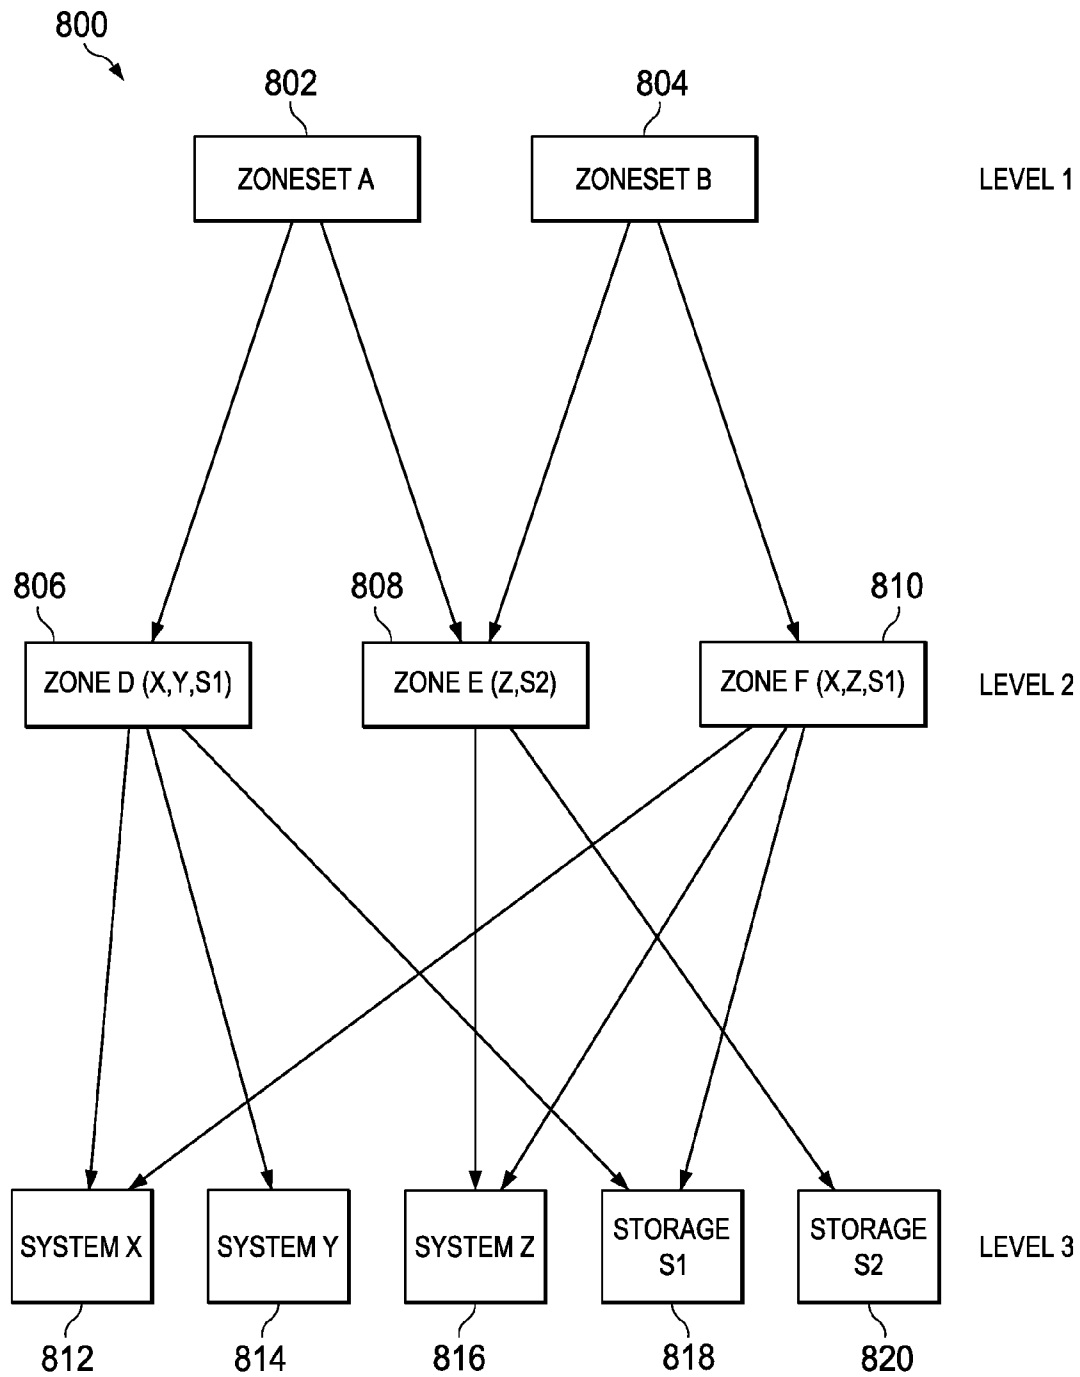 800
802
804
ZONESET A
ZONESET B
LEVEL 1
806
808
810
ZONE D (X,Y,S1)
ZONE E (Z,S2)
ZONE F (X,Z,S1)
LEVEL 2
SYSTEM X
SYSTEM Y
SYSTEM Z
STORAGE
S1
STORAGE
S2
LEVEL 3
812
814
816
818
820